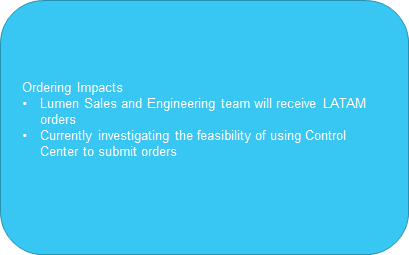 Ordering Impacts
• Lumen Sales and Engineering team will receive LATAM
orders
• Currently investigating the feasibility of using Control
Center to submit orders